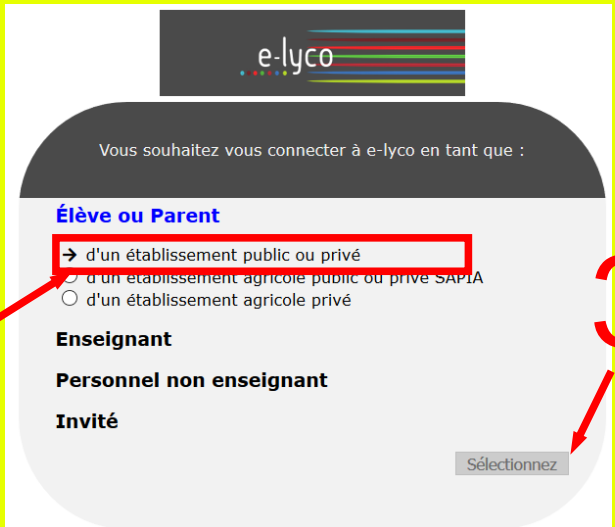 e-lyco
Vous souhaitez vous connecter à e-lyco en tant que :
Élève ou Parent
d'un établissement public ou privé
d'un établissement agricole public ou privé SAPIA
d'un établissement agricole privé
Enseignant
Personnel non enseignant
Invité
Sélectionnez